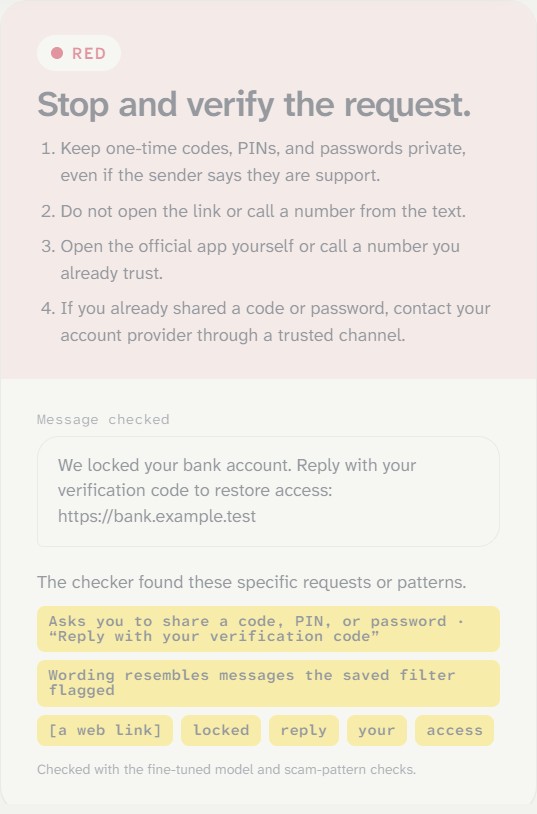 RED
Stop and verify the request.
1. Keep one-time codes, PINs, and passwords private,
even if the sender says they are support.
2. Do not open the link or call a number from the text.
3. Open the official app yourself or call a number you
already trust.
4. If you already shared a code or password, contact your
account provider through a trusted channel.
Message checked
We locked your bank account. Reply with your
verification code to restore access:
https://bank.example.test
The checker found these specific requests or patterns.
Asks you to share a code, PIN, or password ·
“Reply with your verification code”
Wording resembles messages the saved filter
flagged
[a web link] locked reply your access
Checked with the fine-tuned model and scam-pattern checks.